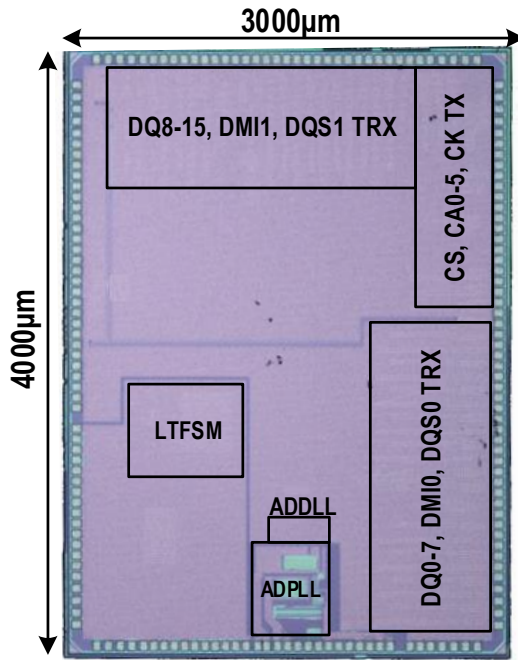 3000µm
4000µm
DQ8-15, DMI1, DQS1 TRX
CS, CA0-5, CK TX
LTFSM
DQ0-7, DMI0, DQS0 TRX
ADDLL
ADPLL